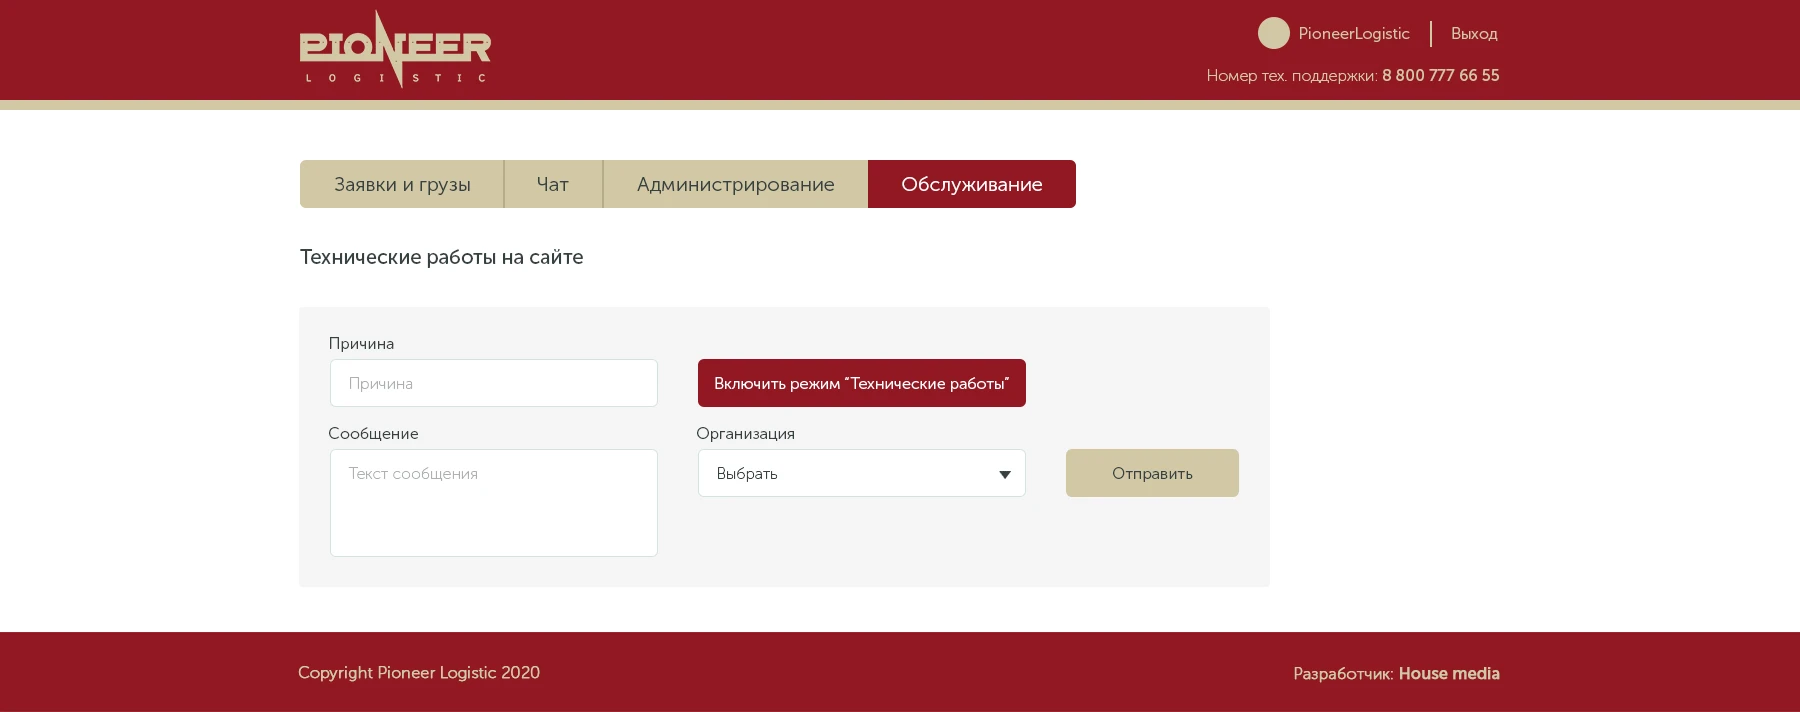 PIONEER
LOGISTIC
PioneerLogistic
Выход
Номер тех. поддержки: 8 800 777 66 55
Заявки и грузы
Чат
Администрирование
Обслуживание
Технические работы на сайте
Причина
Причина
Включить режим “Технические работы”
Сообщение
Текст сообщения
Организация
Выбрать
Отправить
Copyright Pioneer Logistic 2020
Разработчик: House media